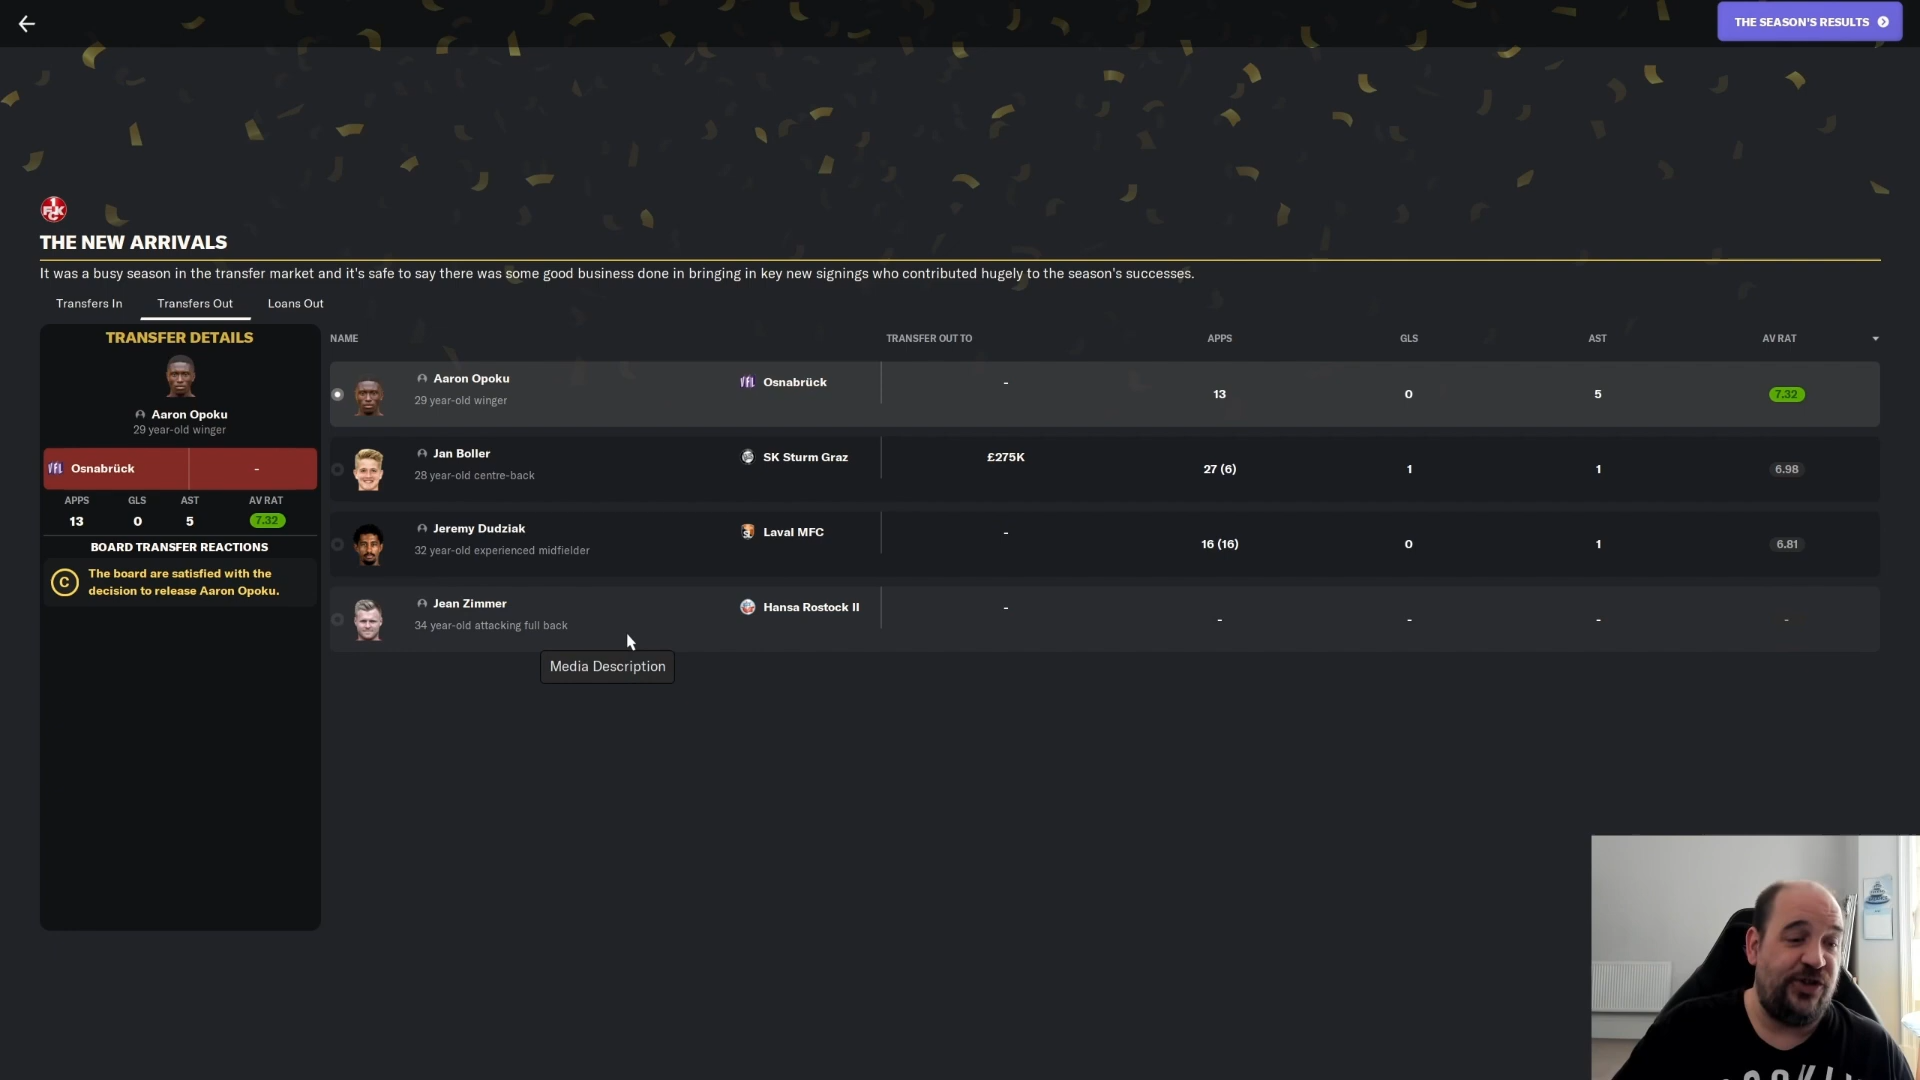 THE SEASON'S RESULTS
THE NEW ARRIVALS
It was a busy season in the transfer market and it's safe to say there was some good business done in bringing in key new signings who contributed hugely to the season's successes.
Transfers In Transfers Out Loans Out
TRANSFER DETAILS
Aaron Opoku
29 year-old winger
Osnabrück -
APPS GLS AST AV RAT
13 0 5 7.32
BOARD TRANSFER REACTIONS
C The board are satisfied with the
decision to release Aaron Opoku.
NAME TRANSFER OUT TO APPS GLS AST AV RAT
Aaron Opoku Osnabrück - 13 0 5 7.32
29 year-old winger
Jan Boller SK Sturm Graz £275K 27 (6) 1 1 6.98
28 year-old centre-back
Jeremy Dudziak Laval MFC - 16 (16) 0 1 6.81
32 year-old experienced midfielder
Jean Zimmer Hansa Rostock II - - - - -
34 year-old attacking full back
Media Description